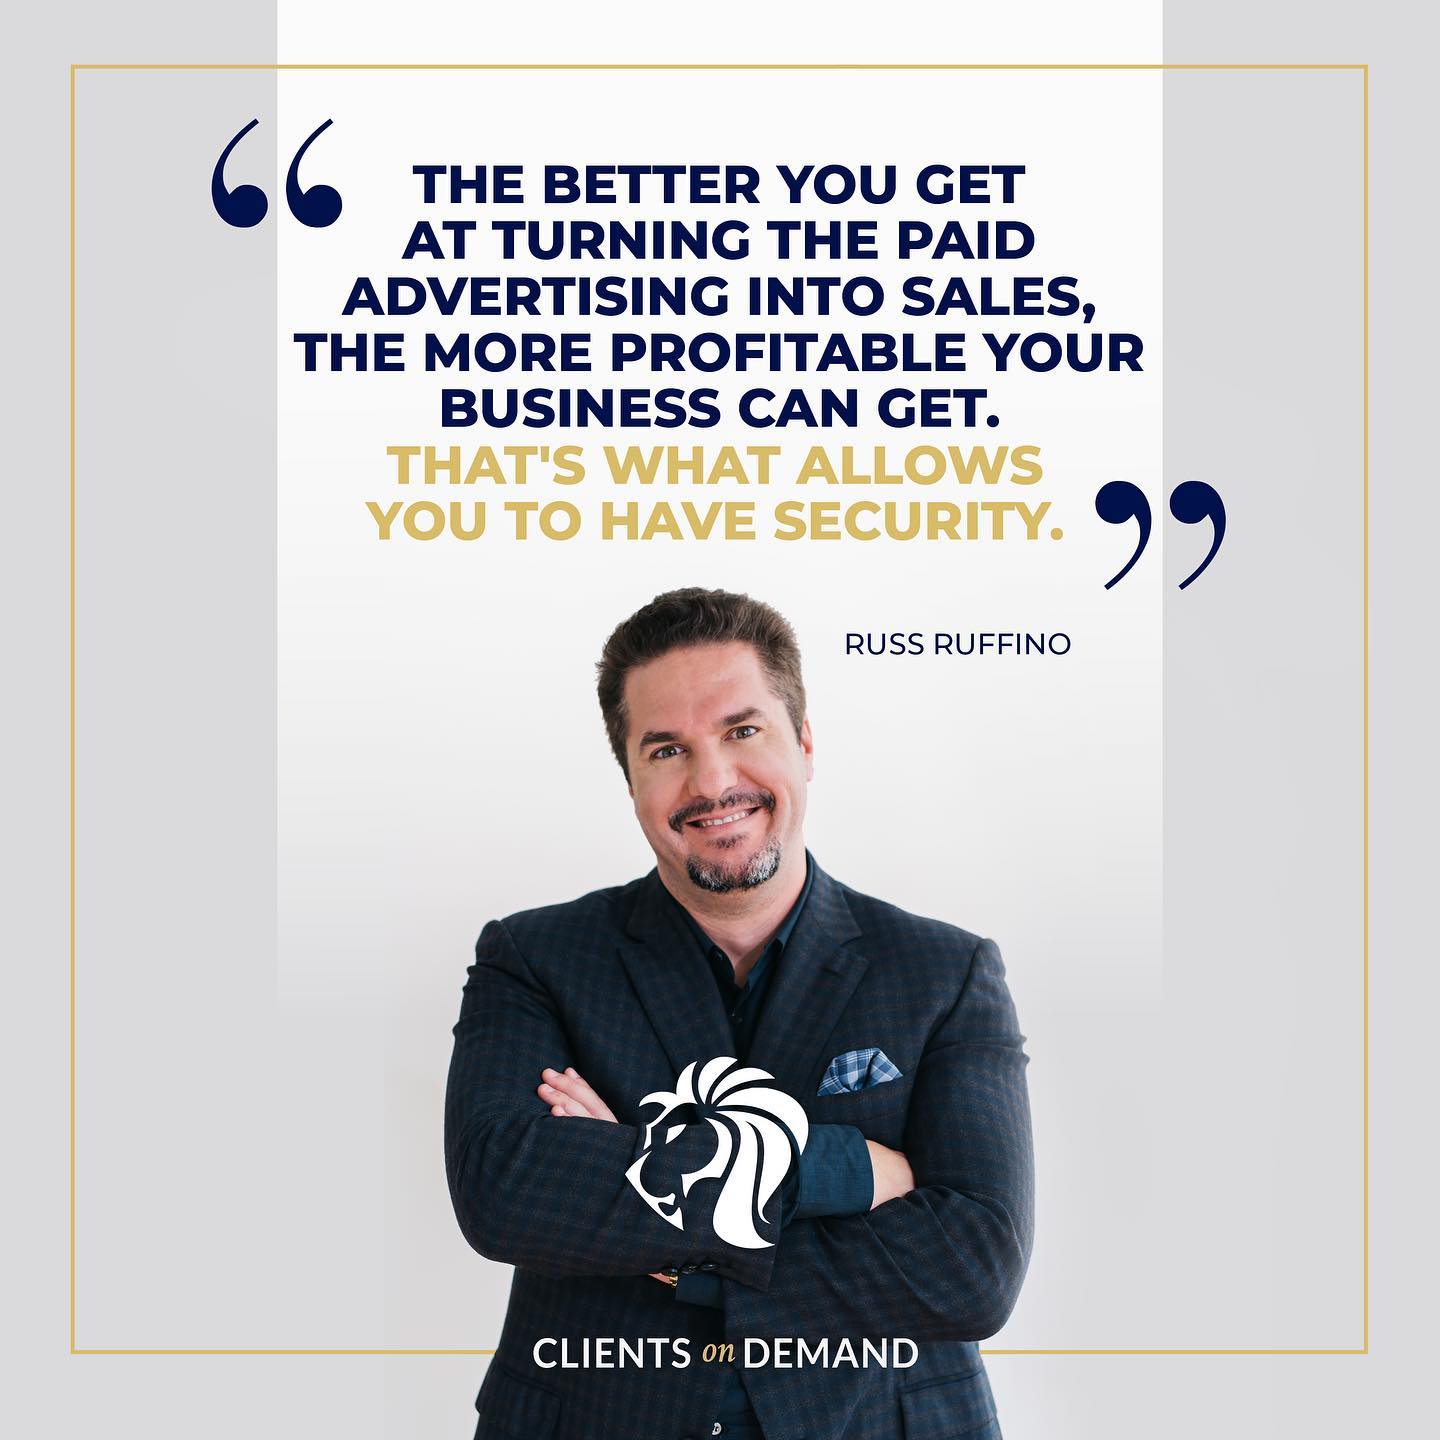 “THE BETTER YOU GET
AT TURNING THE PAID
ADVERTISING INTO SALES,
THE MORE PROFITABLE YOUR
BUSINESS CAN GET.
THAT'S WHAT ALLOWS
YOU TO HAVE SECURITY.”
RUSS RUFFINO
CLIENTS on DEMAND